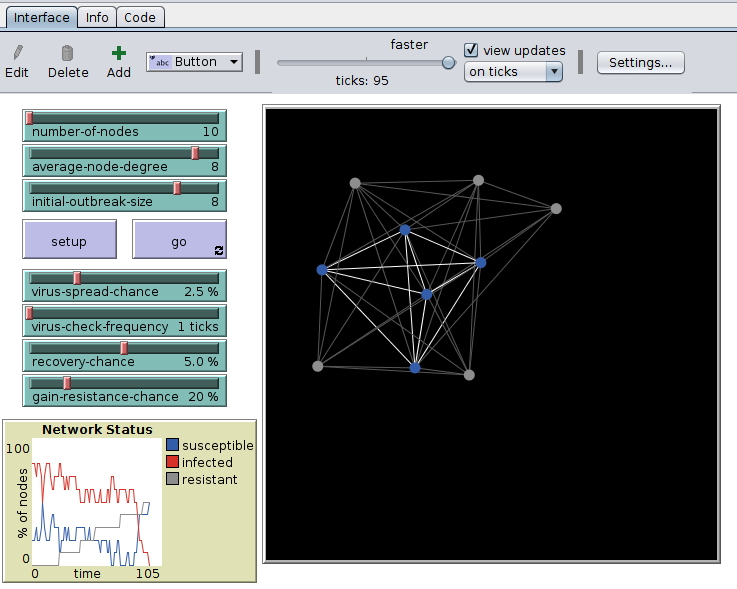 Interface Info Code
faster
view updates
Edit Delete Add abc Button
ticks: 95
on ticks
Settings...
number-of-nodes 10
average-node-degree 8
initial-outbreak-size 8
setup go
virus-spread-chance 2.5 %
virus-check-frequency 1 ticks
recovery-chance 5.0 %
gain-resistance-chance 20 %
Network Status
100
% of nodes
0
0 time 105
susceptible
infected
resistant